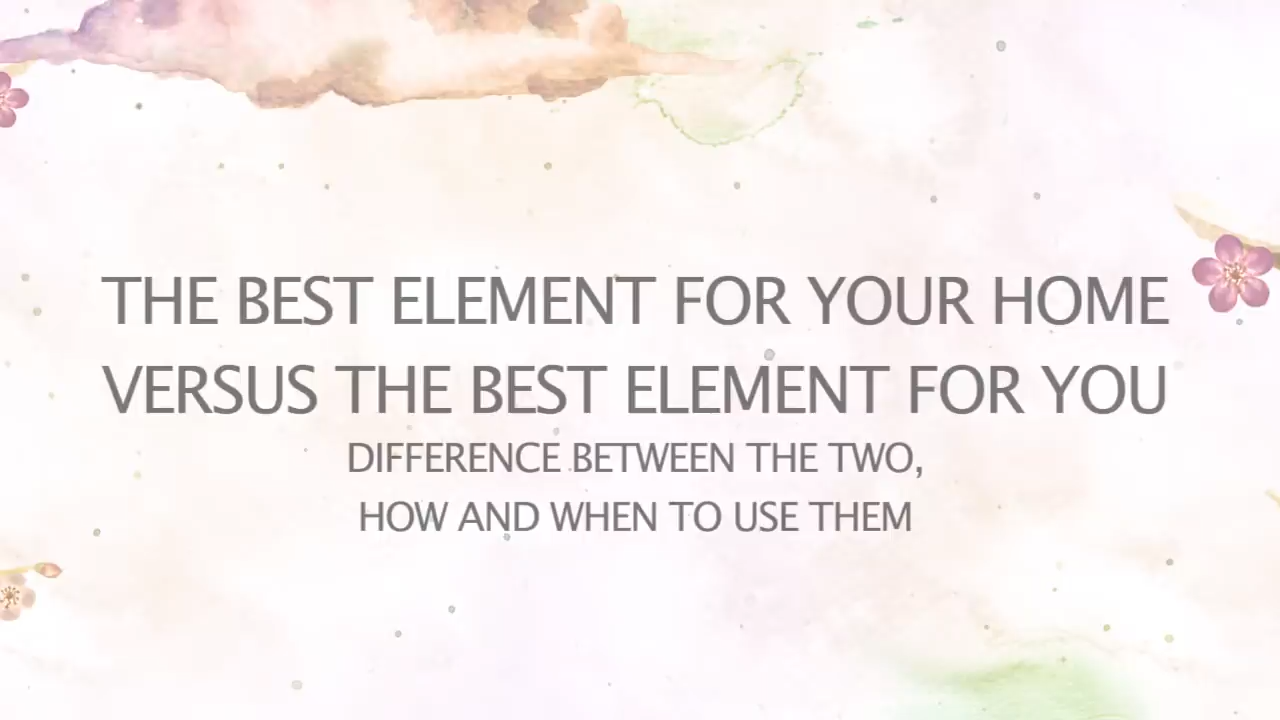 THE BEST ELEMENT FOR YOUR HOME
VERSUS THE BEST ELEMENT FOR YOU
DIFFERENCE BETWEEN THE TWO,
HOW AND WHEN TO USE THEM